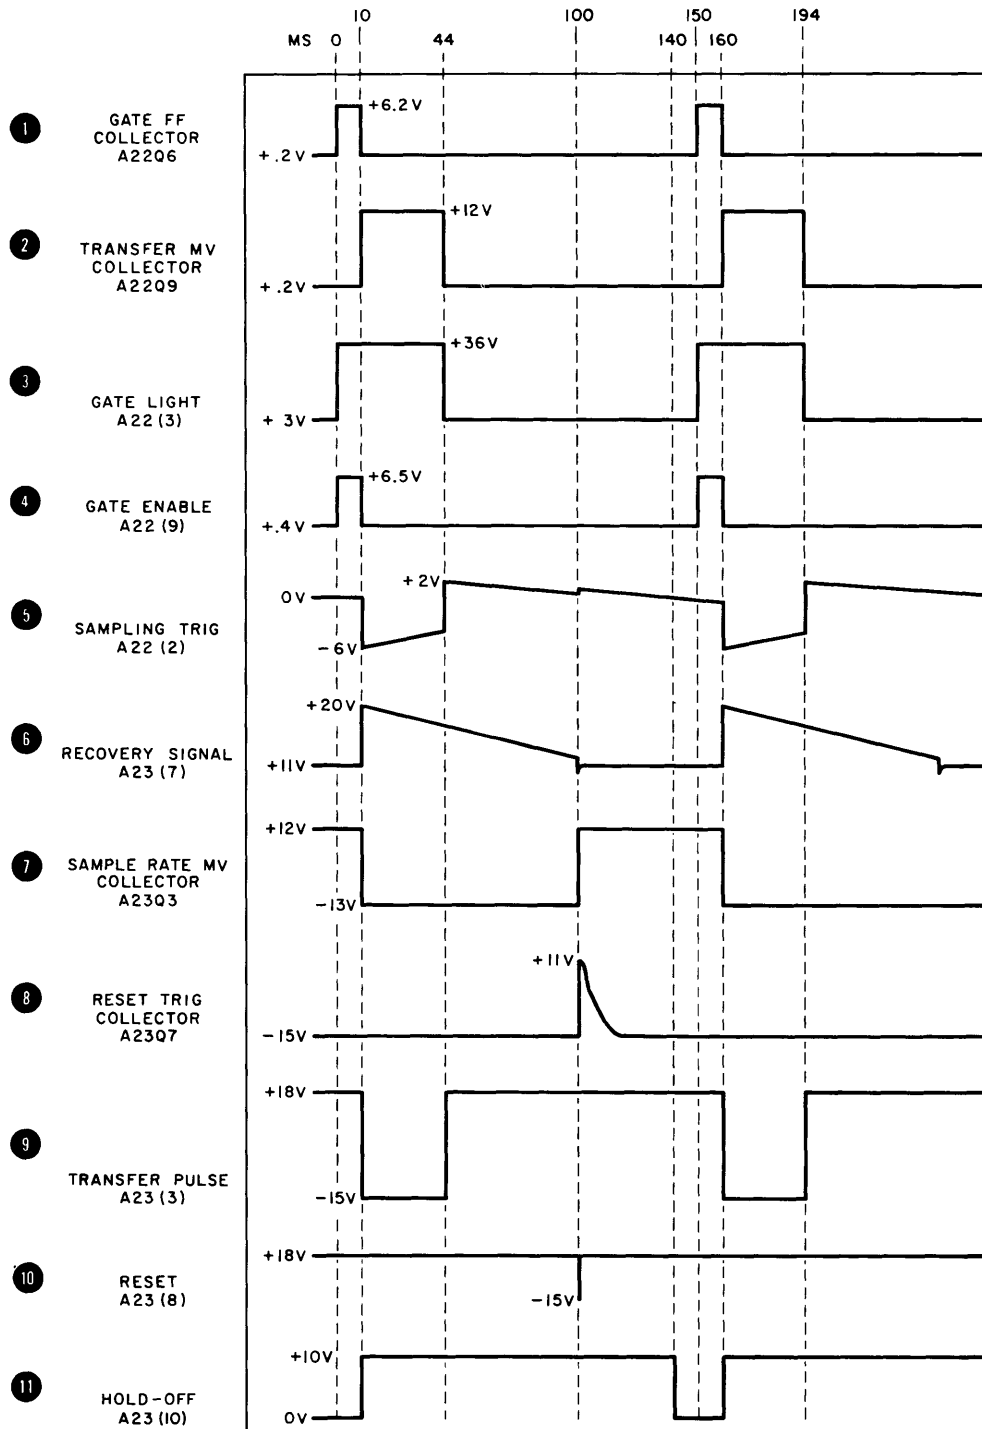 10 100 150 194
MS 0 44 140 160
1
GATE FF
COLLECTOR
A22Q6
+6.2V
+.2V
2
TRANSFER MV
COLLECTOR
A22Q9
+12V
+.2V
3
GATE LIGHT
A22(3)
+36V
+3V
4
GATE ENABLE
A22(9)
+6.5V
+.4V
5
SAMPLING TRIG
A22(2)
+2V
0V
-6V
6
RECOVERY SIGNAL
A23(7)
+20V
+11V
7
SAMPLE RATE MV
COLLECTOR
A23Q3
+12V
-13V
8
RESET TRIG
COLLECTOR
A23Q7
+11V
-15V
9
TRANSFER PULSE
A23(3)
+18V
-15V
10
RESET
A23(8)
+18V
-15V
11
HOLD-OFF
A23(10)
+10V
0V